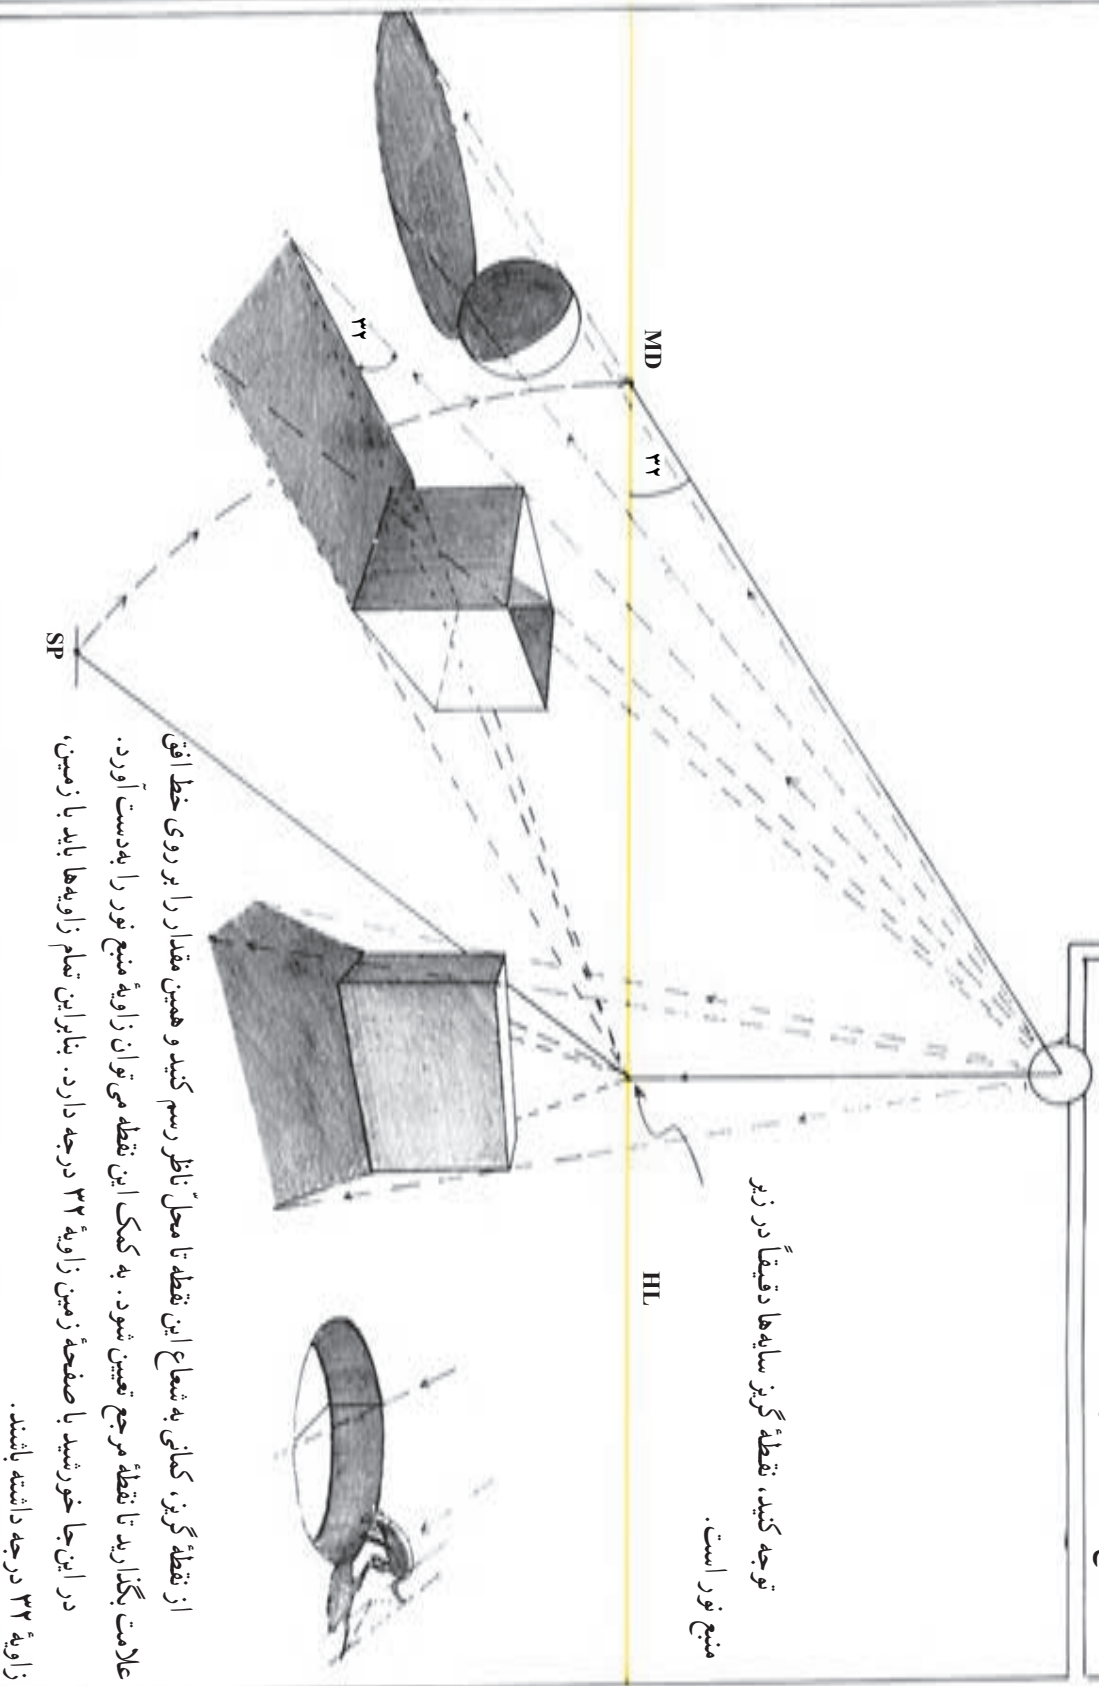 توجه کنید، نقطهٔ گریز سایه‌ها دقیقاً در زیر
منبع نور است.
HL
MD
۳۲
۳۲
SP
از نقطهٔ گریز، کمانی به شعاع این نقطه تا محلّ ناظر رسم کنید و همین مقدار را بر روی خط افق
علامت بگذارید تا نقطهٔ مرجع تعیین شود. به کمک این نقطه می‌توان زاویهٔ منبع نور را به‌دست آورد.
در این‌جا خورشید با صفحهٔ زمین زاویهٔ ۳۲ درجه دارد. بنابراین تمام زاویه‌ها باید با زمین،
زاویهٔ ۳۲ درجه داشته باشند.